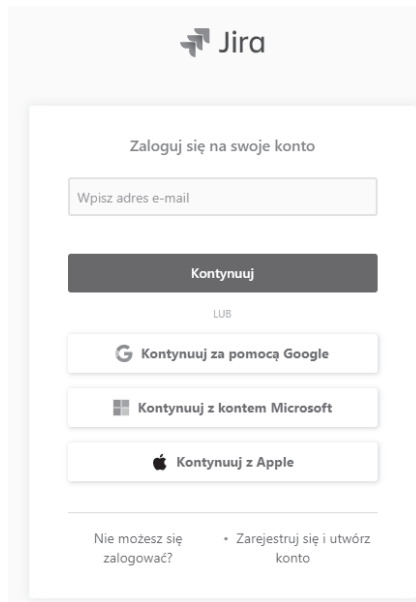 Jira
Zaloguj się na swoje konto
Wpisz adres e-mail
Kontynuuj
LUB
Kontynuuj za pomocą Google
Kontynuuj z kontem Microsoft
Kontynuuj z Apple
Nie możesz się
zalogować?
• Zarejestruj się i utwórz
konto